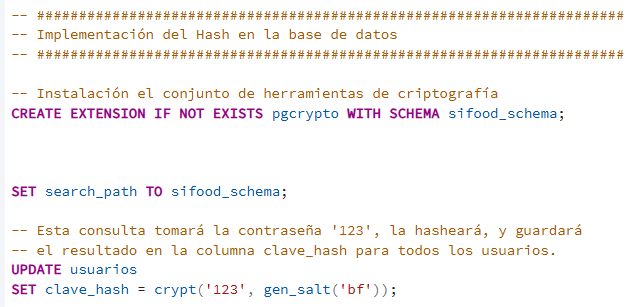 -- ######################################################################
-- Implementación del Hash en la base de datos
-- ######################################################################
-- Instalación el conjunto de herramientas de criptografía
CREATE EXTENSION IF NOT EXISTS pgcrypto WITH SCHEMA sifood_schema;
SET search_path TO sifood_schema;
-- Esta consulta tomará la contraseña '123', la hasheará, y guardará
-- el resultado en la columna clave_hash para todos los usuarios.
UPDATE usuarios
SET clave_hash = crypt('123', gen_salt('bf'));